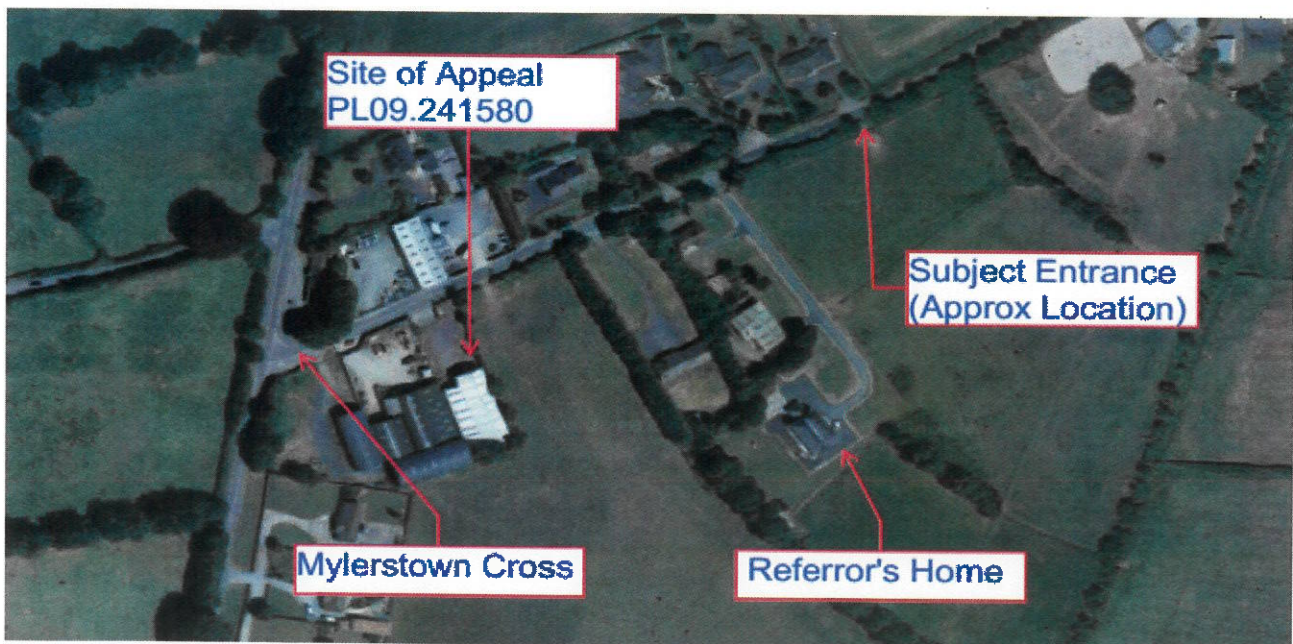 Site of Appeal
PL09.241580
Subject Entrance
(Approx Location)
Mylerstown Cross
Referror's Home